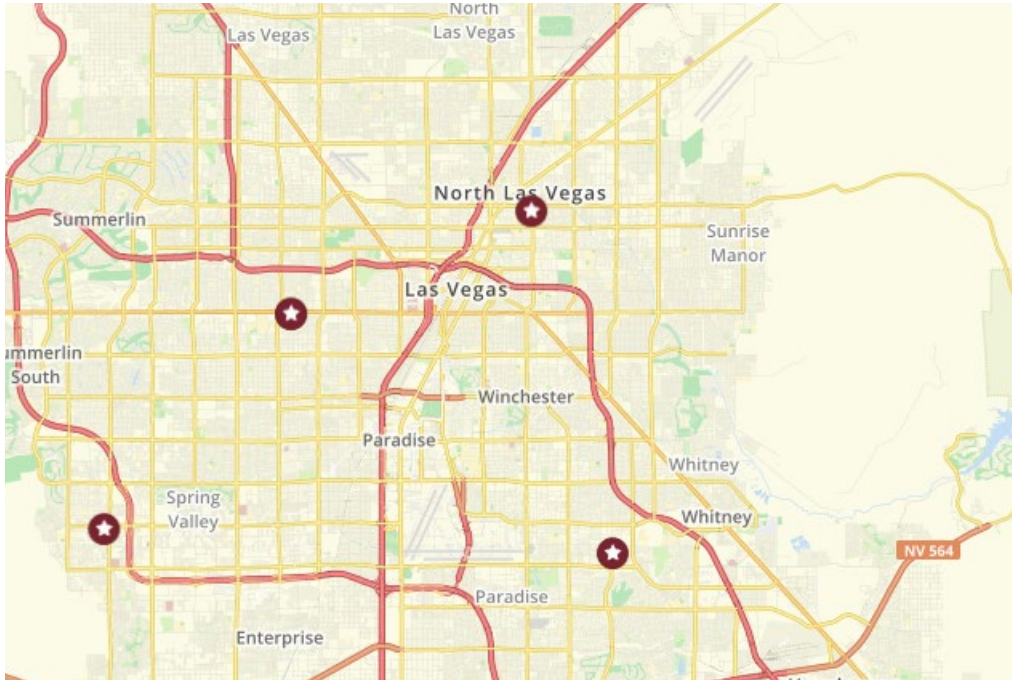 North
Las Vegas
Las Vegas
North Las Vegas
Summerlin
Sunrise
Manor
Las Vegas
ummerlin
South
Winchester
Paradise
Whitney
Spring
Valley
Whitney
NV 564
Paradise
Enterprise